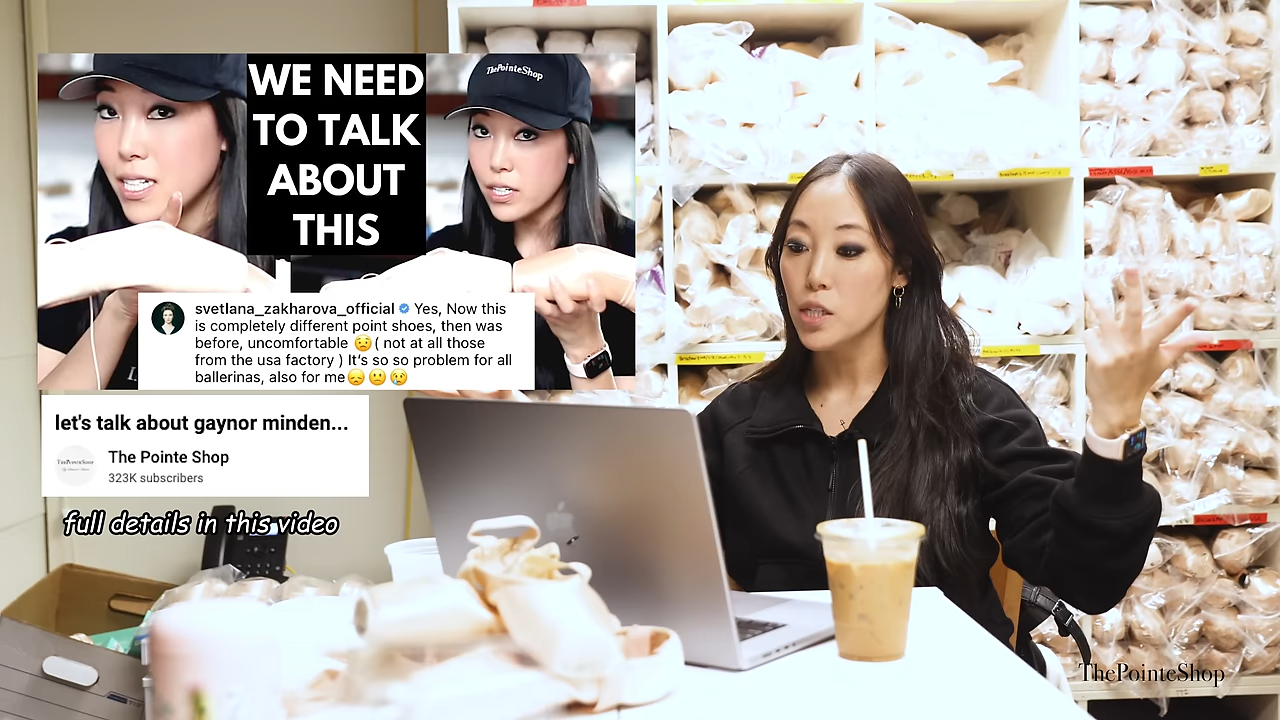 ThePointeShop
WE NEED
TO TALK
ABOUT
THIS
svetlana_zakharova_official Yes, Now this
is completely different point shoes, then was
before, uncomfortable 😟 ( not at all those
from the usa factory ) It's so so problem for all
ballerinas, also for me😞🙁😢
let's talk about gaynor minden...
The Pointe Shop
323K subscribers
full details in this video
ThePointeShop